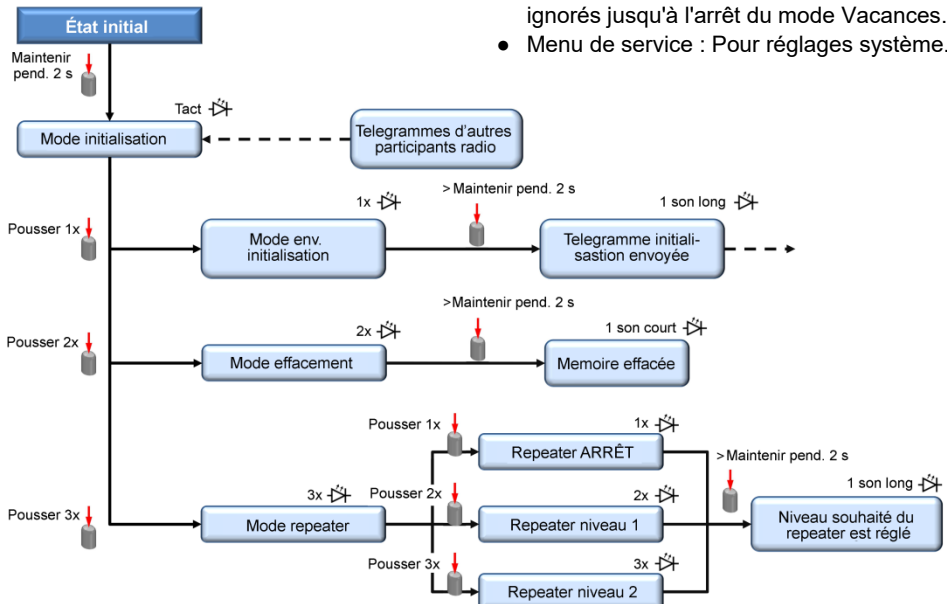 ignorés jusqu'à l'arrêt du mode Vacances.
● Menu de service : Pour réglages système.
État initial
Maintenir
pend. 2 s
Tact
Mode initialisation
Telegrammes d'autres
participants radio
Pousser 1x
1x
Mode env.
initialisation
>Maintenir pend. 2 s
1 son long
Telegramme initiali-
sastion envoyée
Pousser 2x
2x
Mode effacement
>Maintenir pend. 2 s
1 son court
Memoire effacée
Pousser 3x
3x
Mode repeater
Pousser 1x
1x
Repeater ARRÊT
Pousser 2x
2x
Repeater niveau 1
Pousser 3x
3x
Repeater niveau 2
>Maintenir pend. 2 s
1 son long
Niveau souhaité du
repeater est réglé